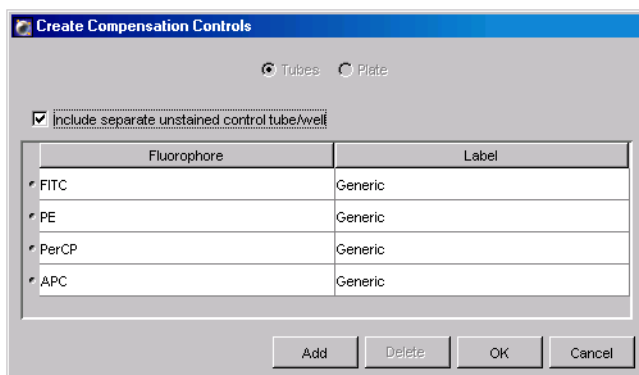 Create Compensation Controls
Tubes Plate
Include separate unstained control tube/well
Fluorophore Label
FITC Generic
PE Generic
PerCP Generic
APC Generic
Add Delete OK Cancel